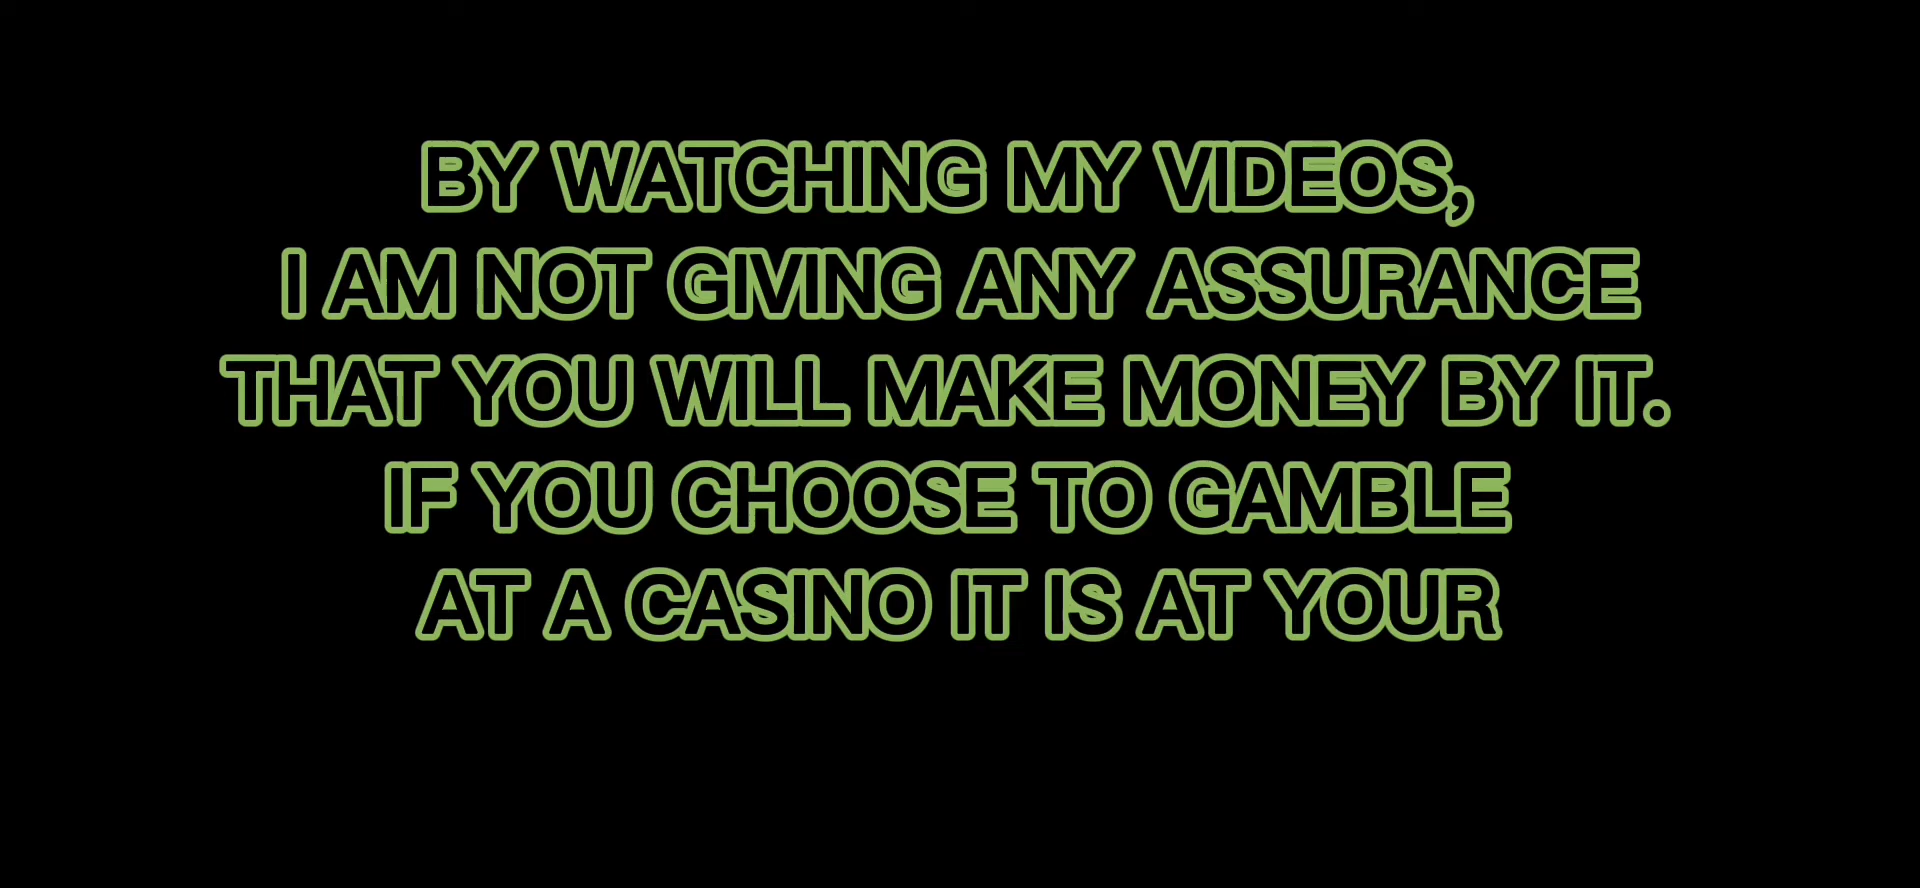 BY WATCHING MY VIDEOS,
I AM NOT GIVING ANY ASSURANCE
THAT YOU WILL MAKE MONEY BY IT.
IF YOU CHOOSE TO GAMBLE
AT A CASINO IT IS AT YOUR